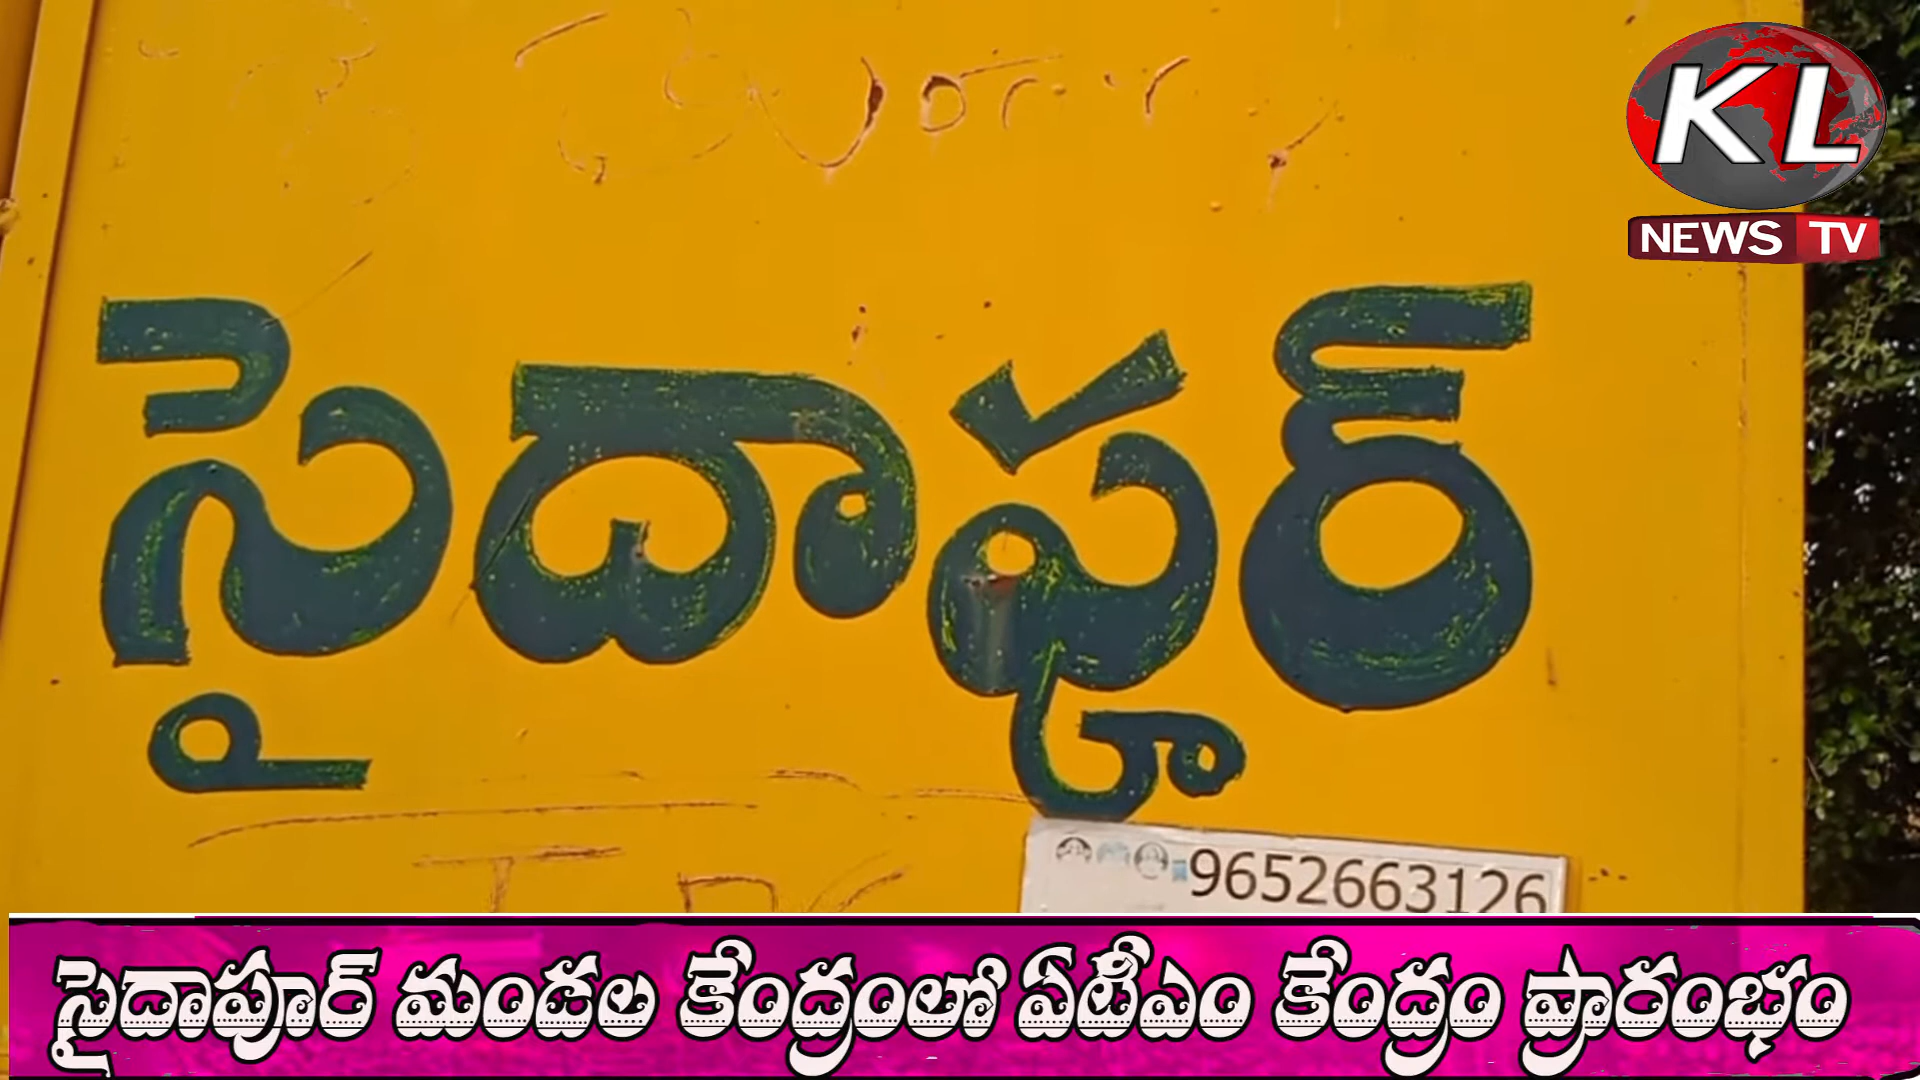 KL
NEWS TV
సైదాపూర్
9652663126
సైదాపూర్ మండల కేంద్రంలో ఏటీఎం కేంద్రం ప్రారంభం